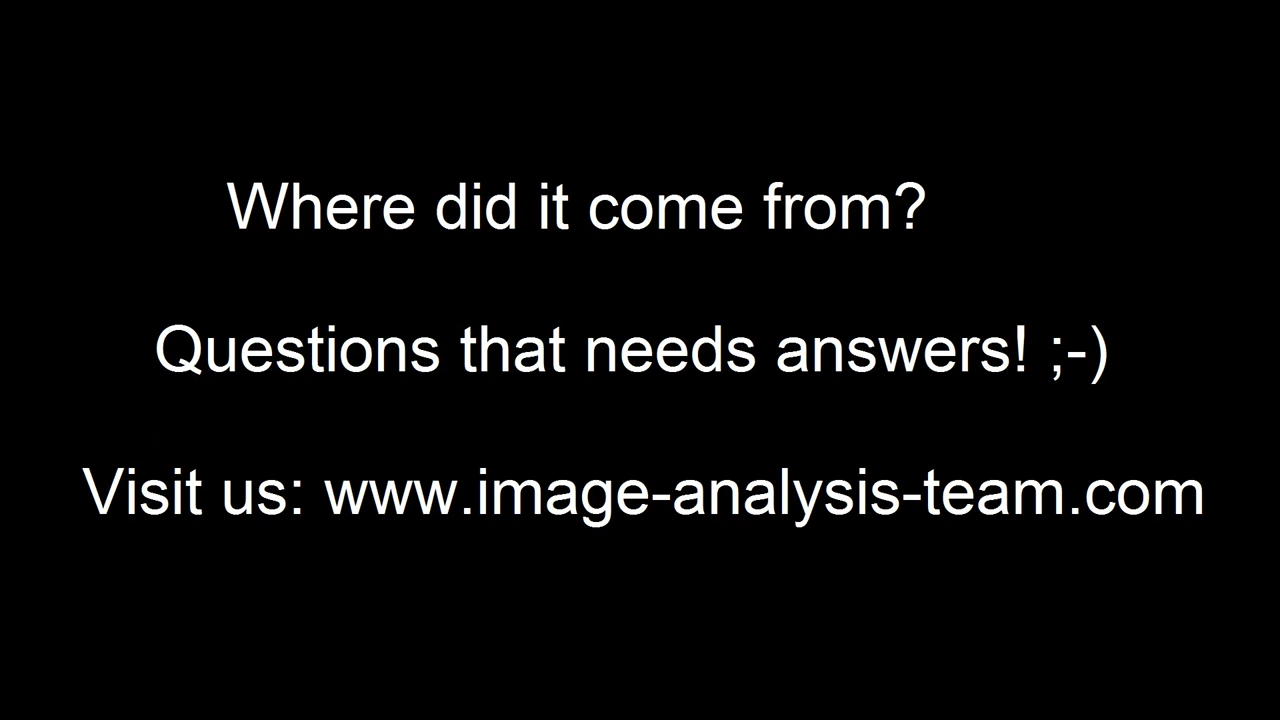 Where did it come from?
Questions that needs answers! ;-)
Visit us: www.image-analysis-team.com